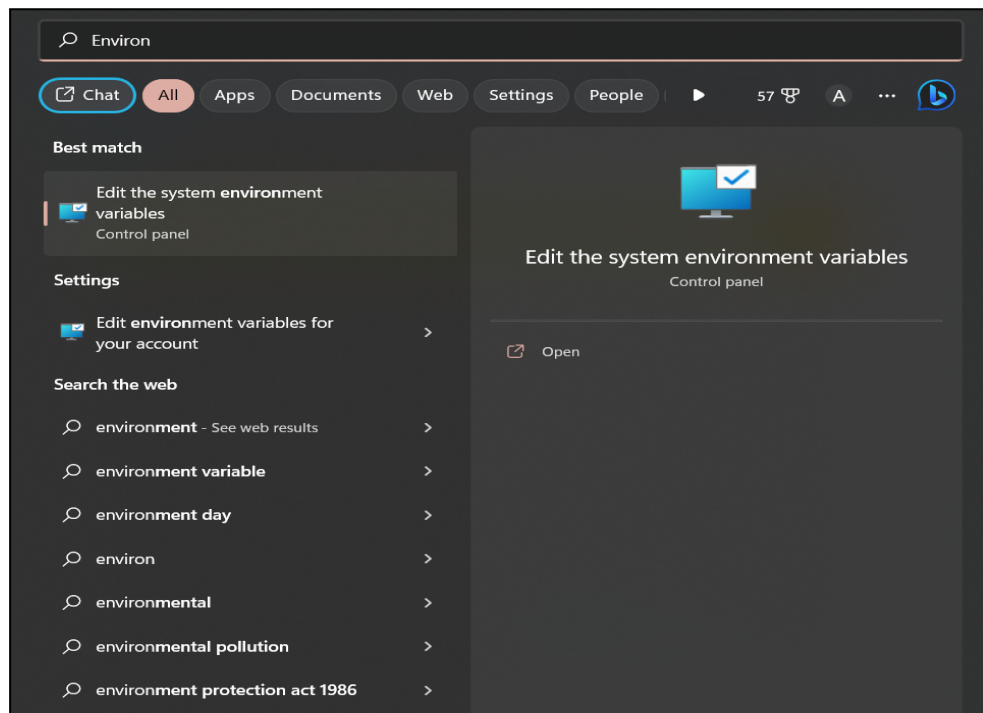 Environ
Chat All Apps Documents Web Settings People 57 A ...
Best match
Edit the system environment
variables
Control panel
Settings
Edit environment variables for
your account
Search the web
environment - See web results
environment variable
environment day
environ
environmental
environmental pollution
environment protection act 1986
Edit the system environment variables
Control panel
Open